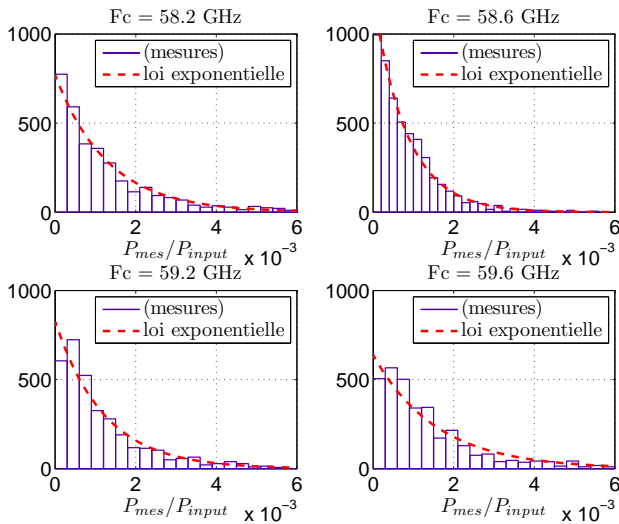 Fc = 58.2 GHz
1000
500
0
0 2 4 6
(mesures)
loi exponentielle
P_mes/P_input
x 10^-3
Fc = 58.6 GHz
1000
500
0
0 2 4 6
(mesures)
loi exponentielle
P_mes/P_input
x 10^-3
Fc = 59.2 GHz
1000
500
0
0 2 4 6
(mesures)
loi exponentielle
P_mes/P_input
x 10^-3
Fc = 59.6 GHz
1000
500
0
0 2 4 6
(mesures)
loi exponentielle
P_mes/P_input
x 10^-3